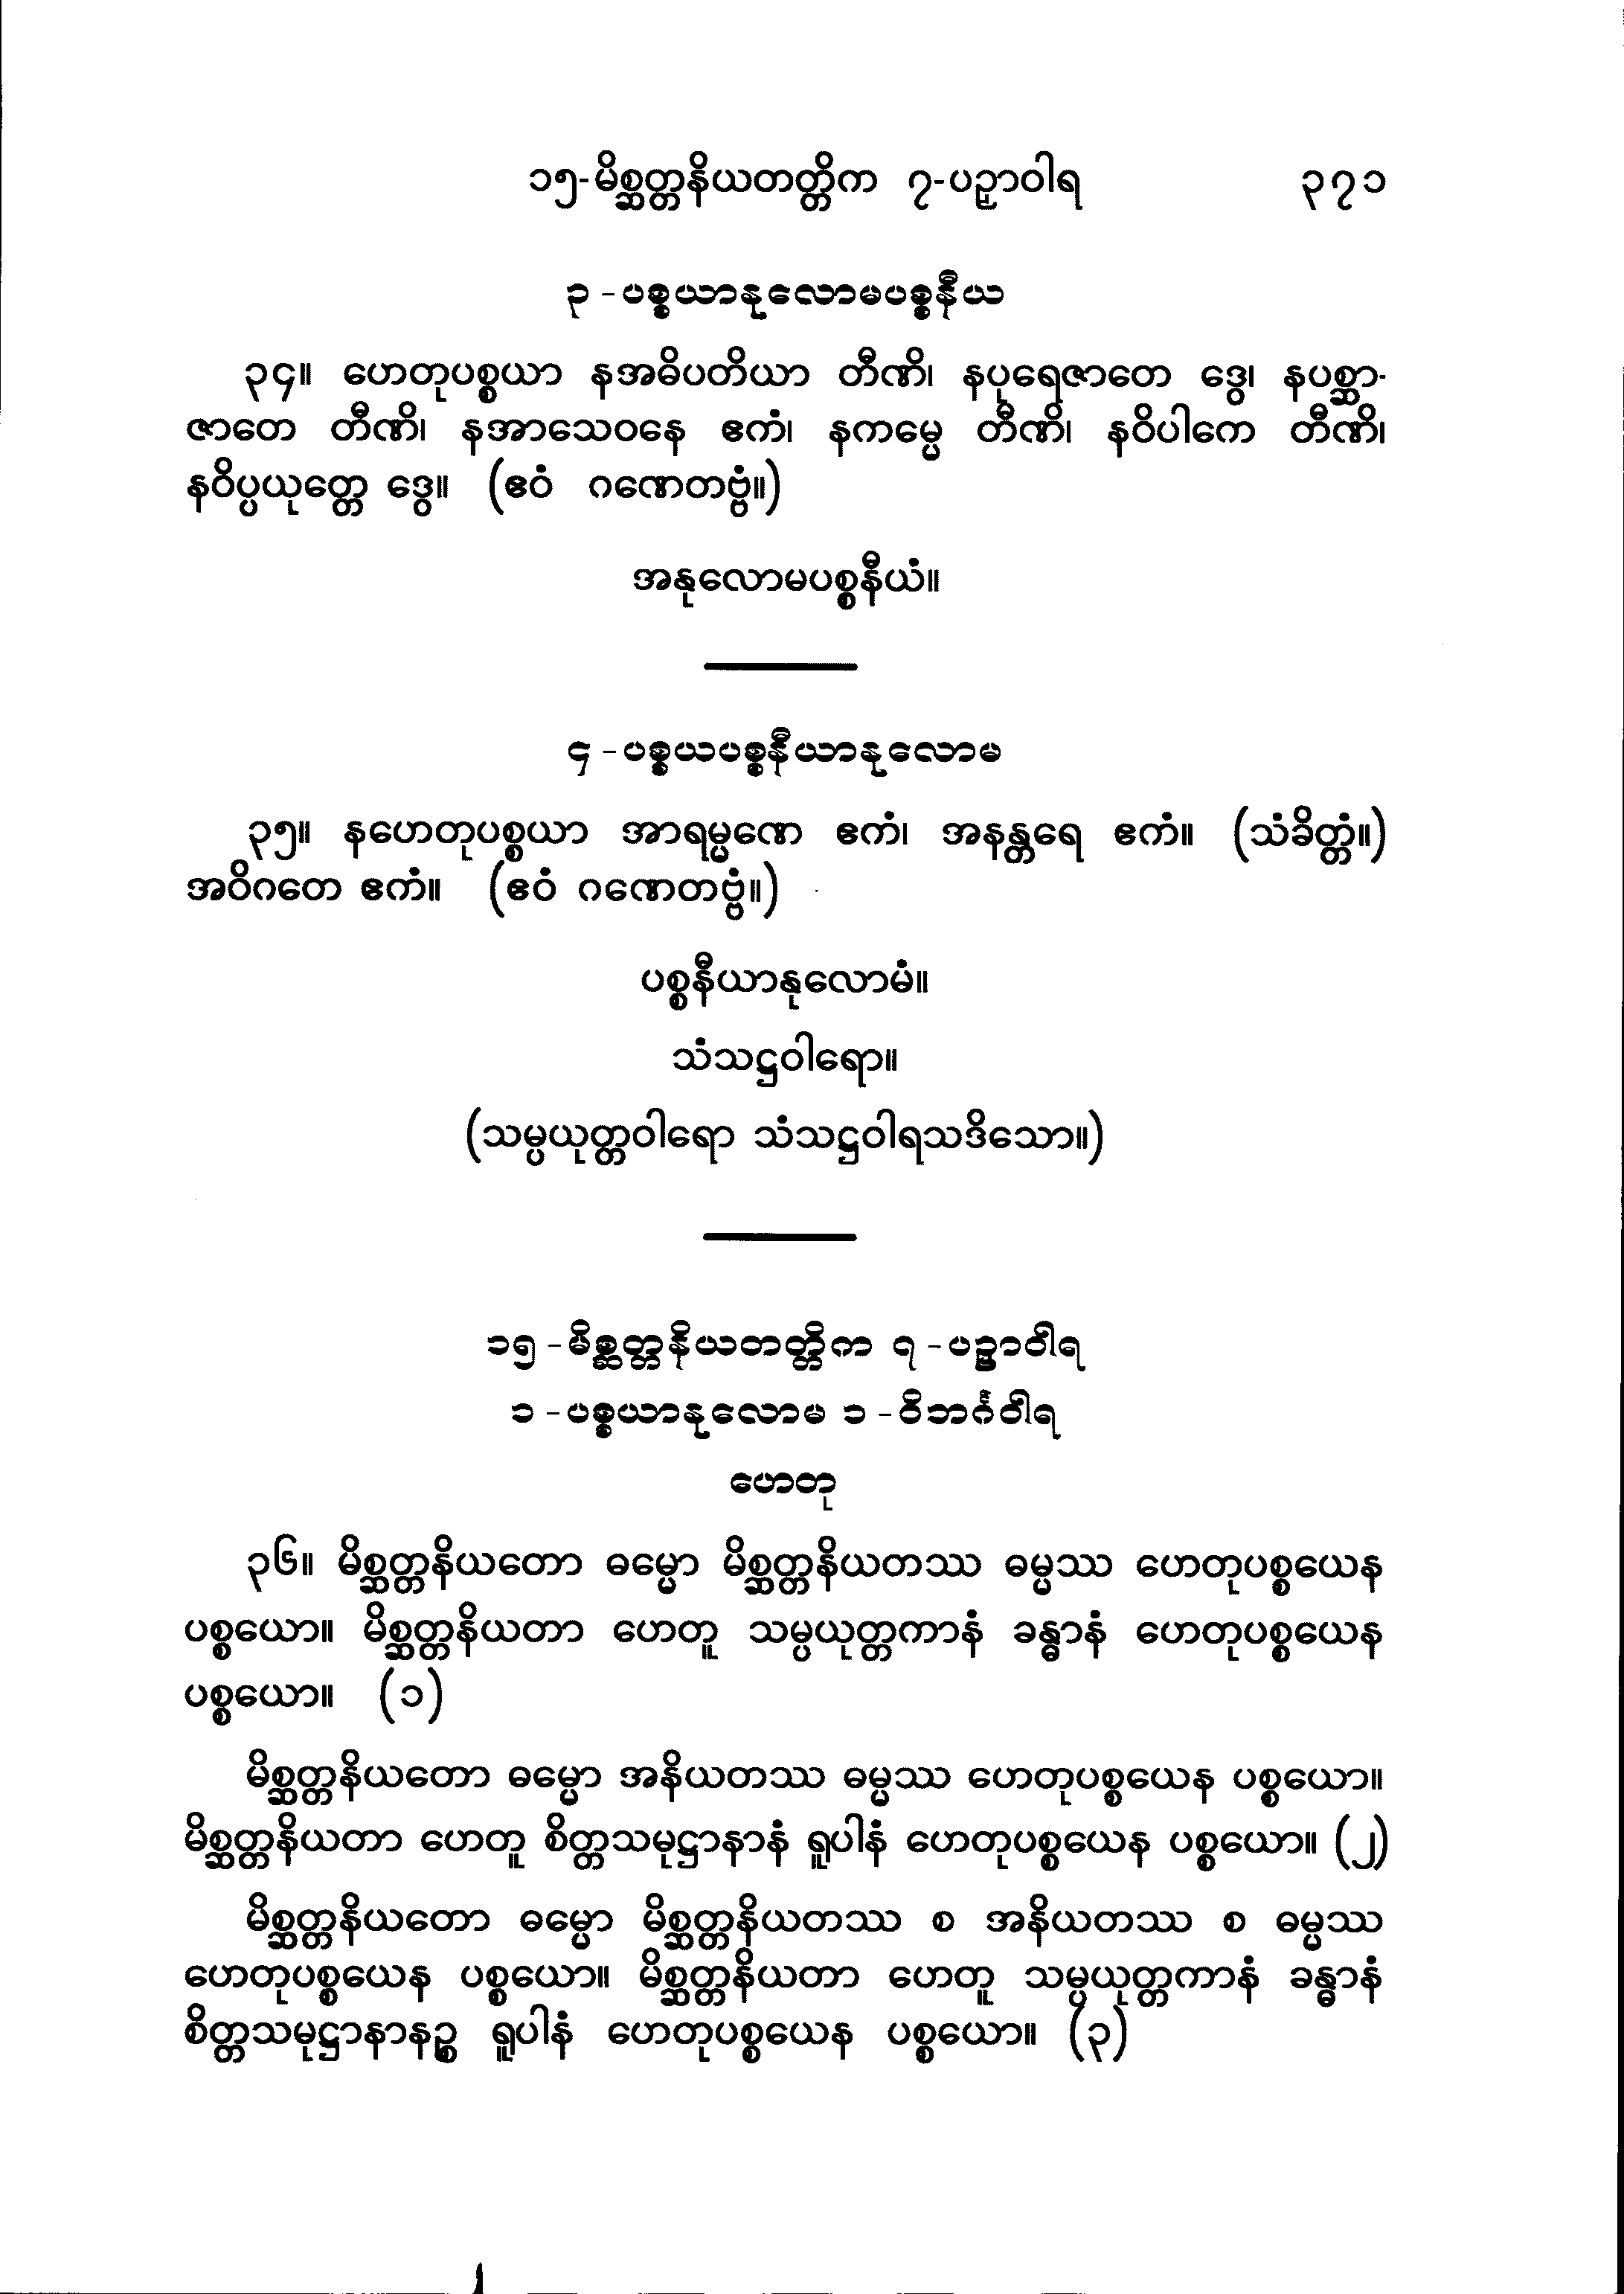 ၁၅-မိစ္ဆတ္တနိယတတ္တိက ၇-ပဉှာဝါရ ၃၇၁
၃-ပစ္စယာနုလောမပစ္စနီယ
၃၄။ ဟေတုပစ္စယာ နအဓိပတိယာ တီဏိ၊ နပုရေဇာတေ ဒွေ၊ နပစ္ဆာ-
ဇာတေ တီဏိ၊ နအာသေဝနေ ဧကံ၊ နကမ္မေ တီဏိ၊ နဝိပါကေ တီဏိ၊
နဝိပ္ပယုတ္တေ ဒွေ။ (ဧဝံ ဂဏေတဗ္ဗံ။)
အနုလောမပစ္စနီယံ။
၄-ပစ္စယပစ္စနီယာနုလောမ
၃၅။ နဟေတုပစ္စယာ အာရမ္မဏေ ဧကံ၊ အနန္တရေ ဧကံ။ (သံခိတ္တံ။)
အဝိဂတေ ဧကံ။ (ဧဝံ ဂဏေတဗ္ဗံ။)
ပစ္စနီယာနုလောမံ။
သံသဋ္ဌဝါရော။
(သမ္ပယုတ္တဝါရော သံသဋ္ဌဝါရသဒိသော။)
၁၅-မိစ္ဆတ္တနိယတတ္တိက ၇-ပဉှာဝါရ
၁-ပစ္စယာနုလောမ ၁-ဝိဘင်္ဂဝါရ
ဟေတု
၃၆။ မိစ္ဆတ္တနိယတော ဓမ္မော မိစ္ဆတ္တနိယတဿ ဓမ္မဿ ဟေတုပစ္စယေန
ပစ္စယော။ မိစ္ဆတ္တနိယတာ ဟေတူ သမ္ပယုတ္တကာနံ ခန္ဓာနံ ဟေတုပစ္စယေန
ပစ္စယော။ (၁)
မိစ္ဆတ္တနိယတော ဓမ္မော အနိယတဿ ဓမ္မဿ ဟေတုပစ္စယေန ပစ္စယော။
မိစ္ဆတ္တနိယတာ ဟေတူ စိတ္တသမုဋ္ဌာနာနံ ရူပါနံ ဟေတုပစ္စယေန ပစ္စယော။ (၂)
မိစ္ဆတ္တနိယတော ဓမ္မော မိစ္ဆတ္တနိယတဿ စ အနိယတဿ စ ဓမ္မဿ
ဟေတုပစ္စယေန ပစ္စယော။ မိစ္ဆတ္တနိယတာ ဟေတူ သမ္ပယုတ္တကာနံ ခန္ဓာနံ
စိတ္တသမုဋ္ဌာနာနဉ္စ ရူပါနံ ဟေတုပစ္စယေန ပစ္စယော။ (၃)